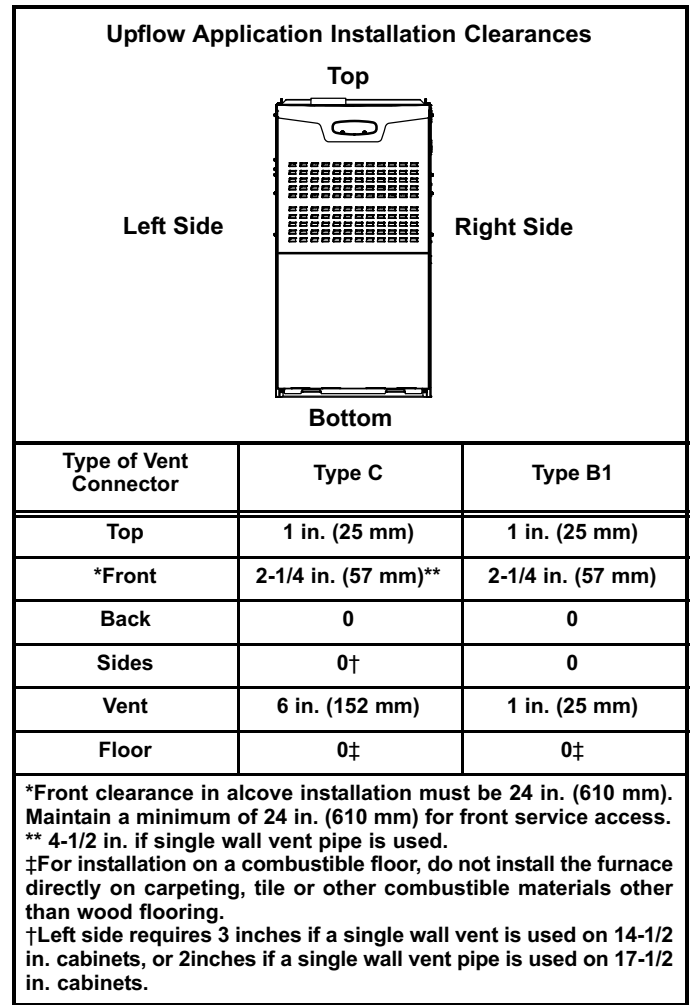 Upflow Application Installation Clearances
Top
Left Side
Right Side
Bottom
Type of Vent Connector Type C Type B1
Top 1 in. (25 mm) 1 in. (25 mm)
*Front 2-1/4 in. (57 mm)** 2-1/4 in. (57 mm)
Back 0 0
Sides 0† 0
Vent 6 in. (152 mm) 1 in. (25 mm)
Floor 0‡ 0‡
*Front clearance in alcove installation must be 24 in. (610 mm).
Maintain a minimum of 24 in. (610 mm) for front service access.
** 4-1/2 in. if single wall vent pipe is used.
‡For installation on a combustible floor, do not install the furnace
directly on carpeting, tile or other combustible materials other
than wood flooring.
†Left side requires 3 inches if a single wall vent is used on 14-1/2
in. cabinets, or 2inches if a single wall vent pipe is used on 17-1/2
in. cabinets.